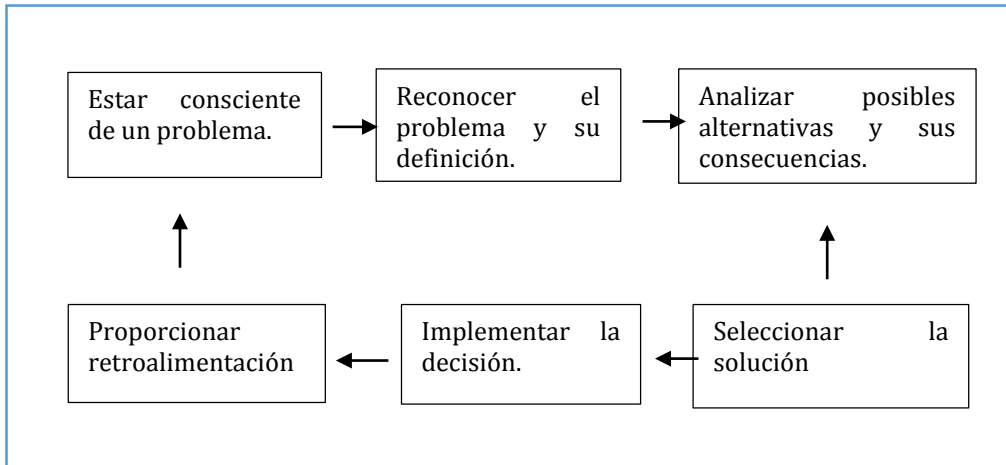 Estar consciente
de un problema.
Reconocer el
problema y su
definición.
Analizar posibles
alternativas y sus
consecuencias.
Proporcionar
retroalimentación
Implementar la
decisión.
Seleccionar la
solución